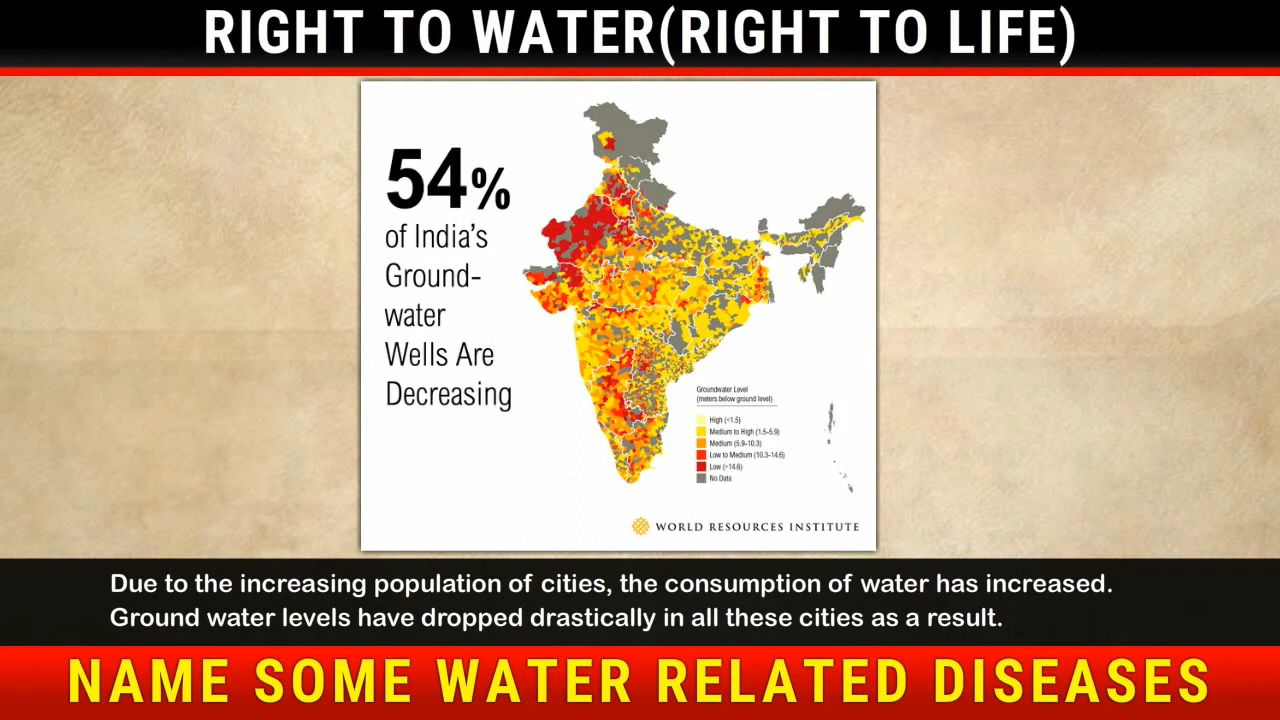 RIGHT TO WATER(RIGHT TO LIFE)
54%
of India's
Ground-
water
Wells Are
Decreasing
Groundwater Level
(meters below ground level)
High (<1.5)
Medium to High (1.5-5.9)
Medium (5.9-10.3)
Low to Medium (10.3-14.6)
Low (>14.6)
No Data
WORLD RESOURCES INSTITUTE
Due to the increasing population of cities, the consumption of water has increased.
Ground water levels have dropped drastically in all these cities as a result.
NAME SOME WATER RELATED DISEASES